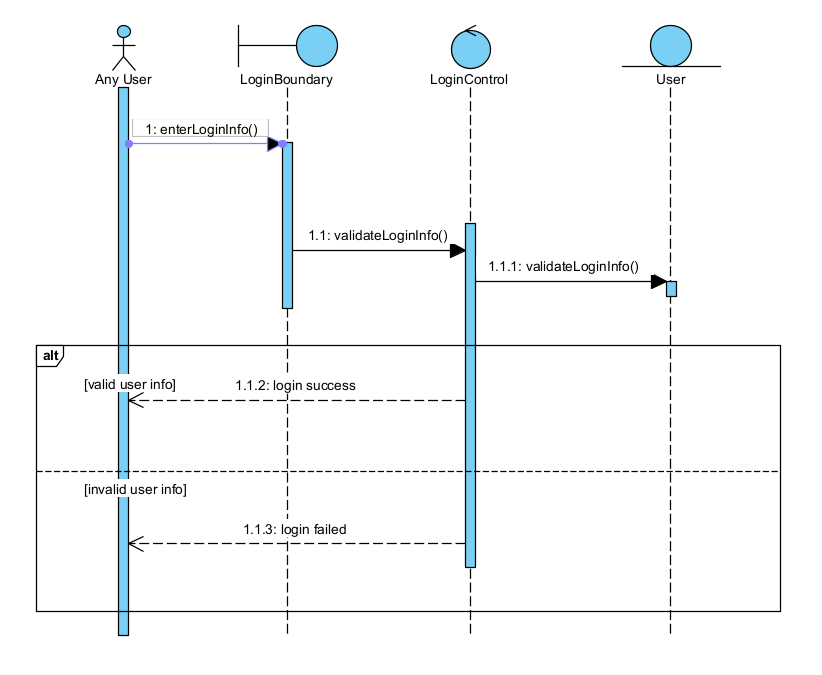 Any User
LoginBoundary
LoginControl
User
1: enterLoginInfo()
1.1: validateLoginInfo()
1.1.1: validateLoginInfo()
alt
[valid user info]
1.1.2: login success
[invalid user info]
1.1.3: login failed